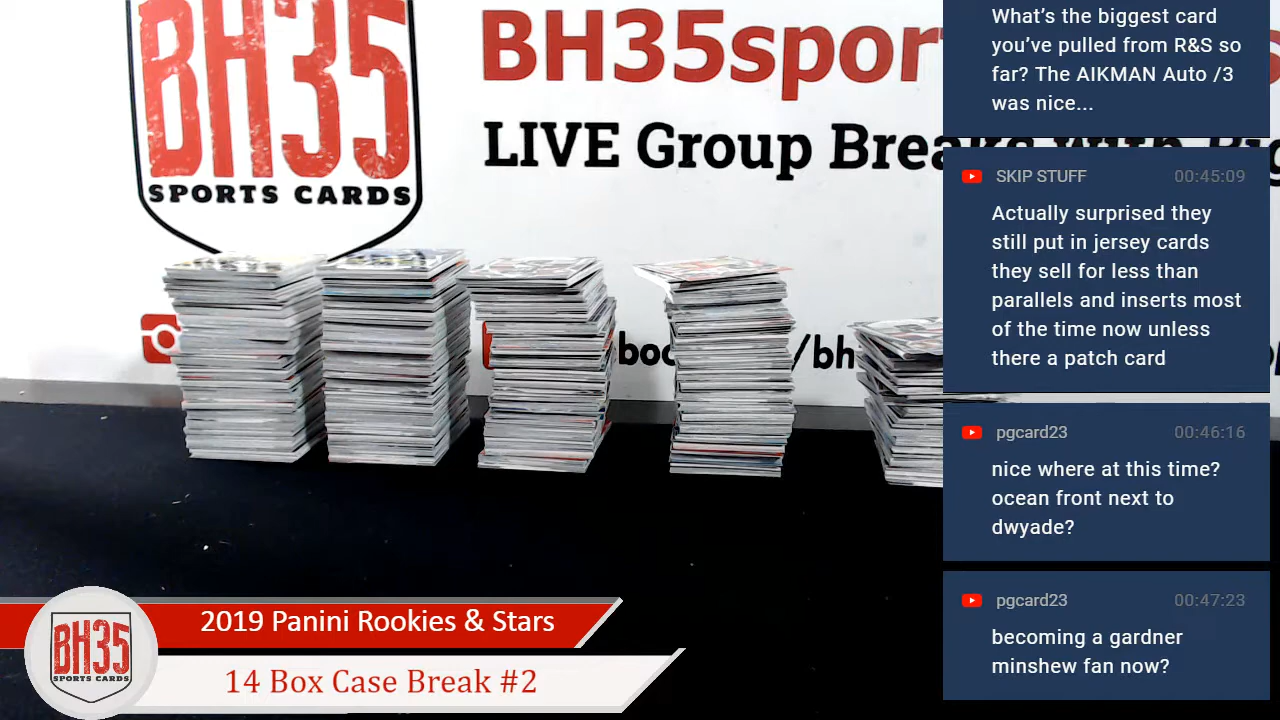 BH35
SPORTS CARDS
BH35spor
LIVE Group Breaks With Big
/bh
2019 Panini Rookies & Stars
14 Box Case Break #2
BH35
SPORTS CARDS
What's the biggest card
you've pulled from R&S so
far? The AIKMAN Auto /3
was nice...
SKIP STUFF 00:45:09
Actually surprised they
still put in jersey cards
they sell for less than
parallels and inserts most
of the time now unless
there a patch card
pgcard23 00:46:16
nice where at this time?
ocean front next to
dwyade?
pgcard23 00:47:23
becoming a gardner
minshew fan now?